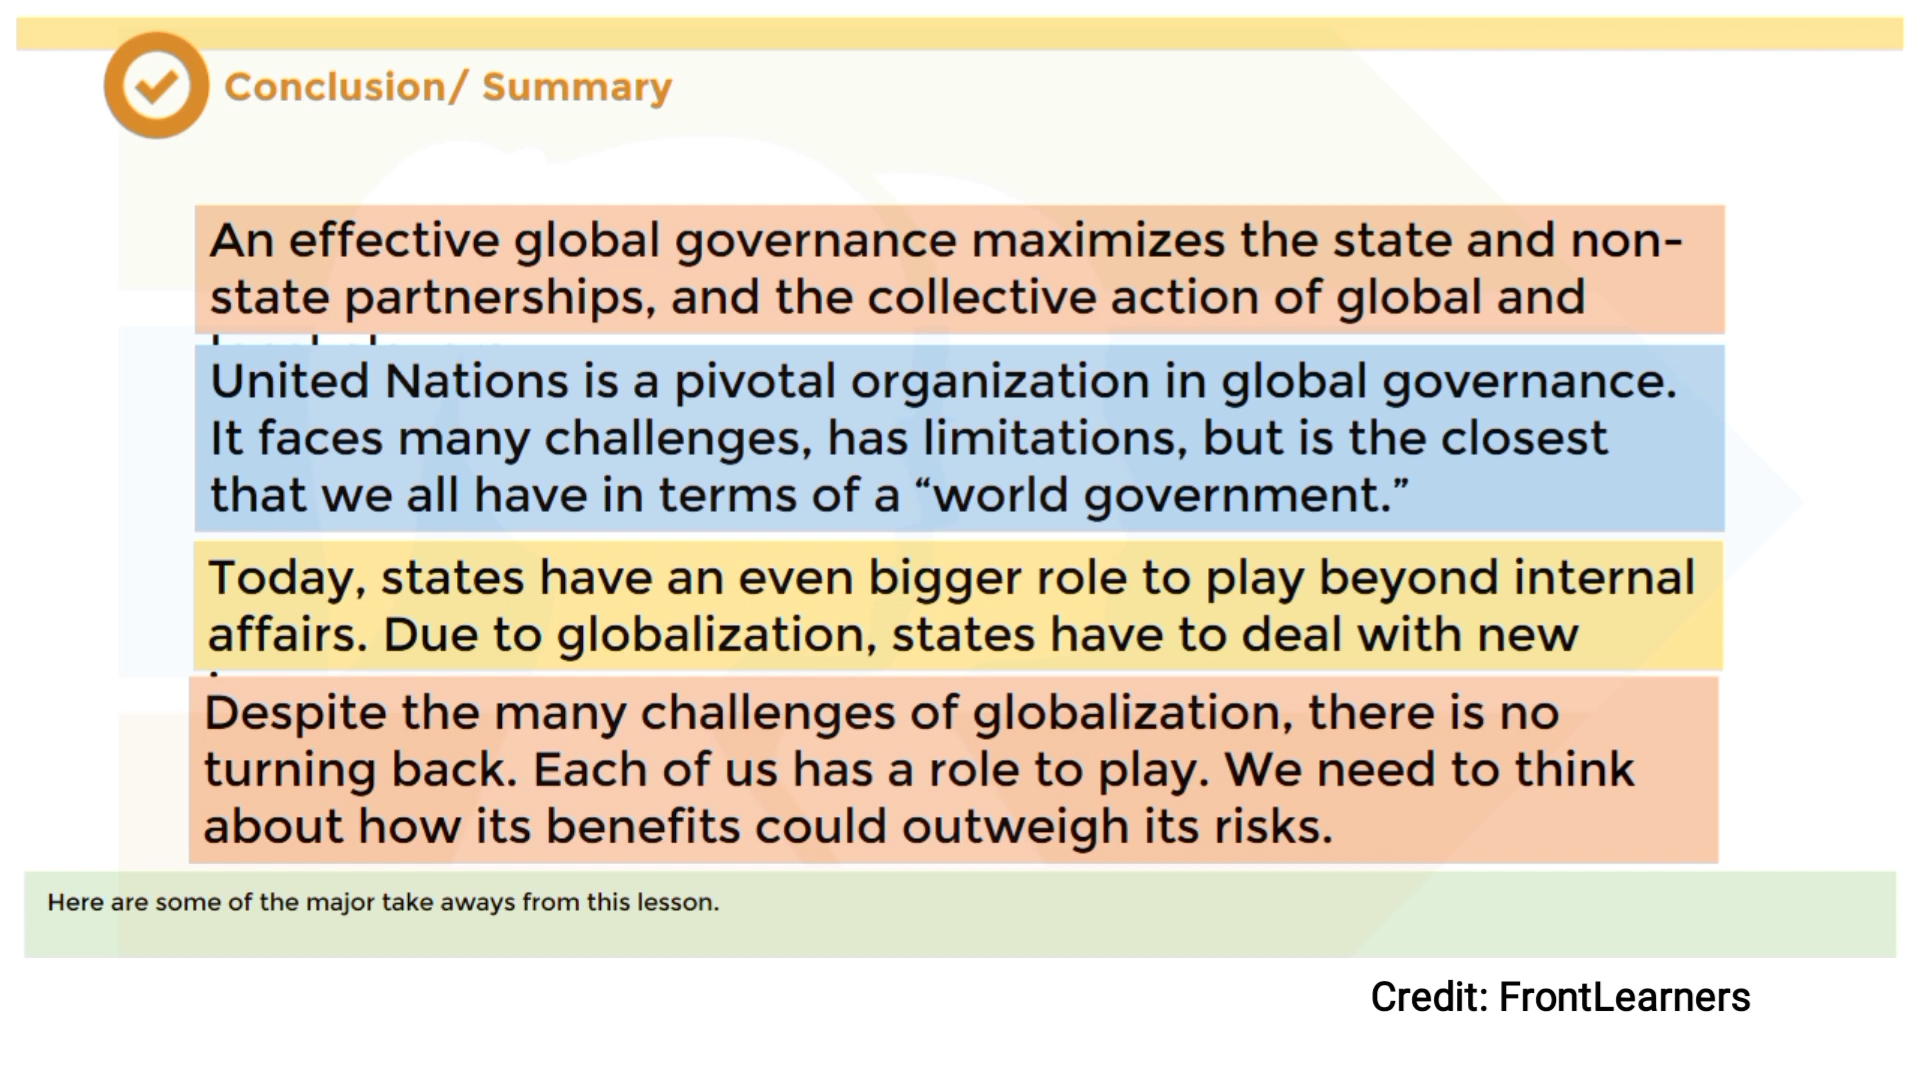 Conclusion/ Summary
An effective global governance maximizes the state and non-
state partnerships, and the collective action of global and
United Nations is a pivotal organization in global governance.
It faces many challenges, has limitations, but is the closest
that we all have in terms of a “world government.”
Today, states have an even bigger role to play beyond internal
affairs. Due to globalization, states have to deal with new
Despite the many challenges of globalization, there is no
turning back. Each of us has a role to play. We need to think
about how its benefits could outweigh its risks.
Here are some of the major take aways from this lesson.
Credit: FrontLearners